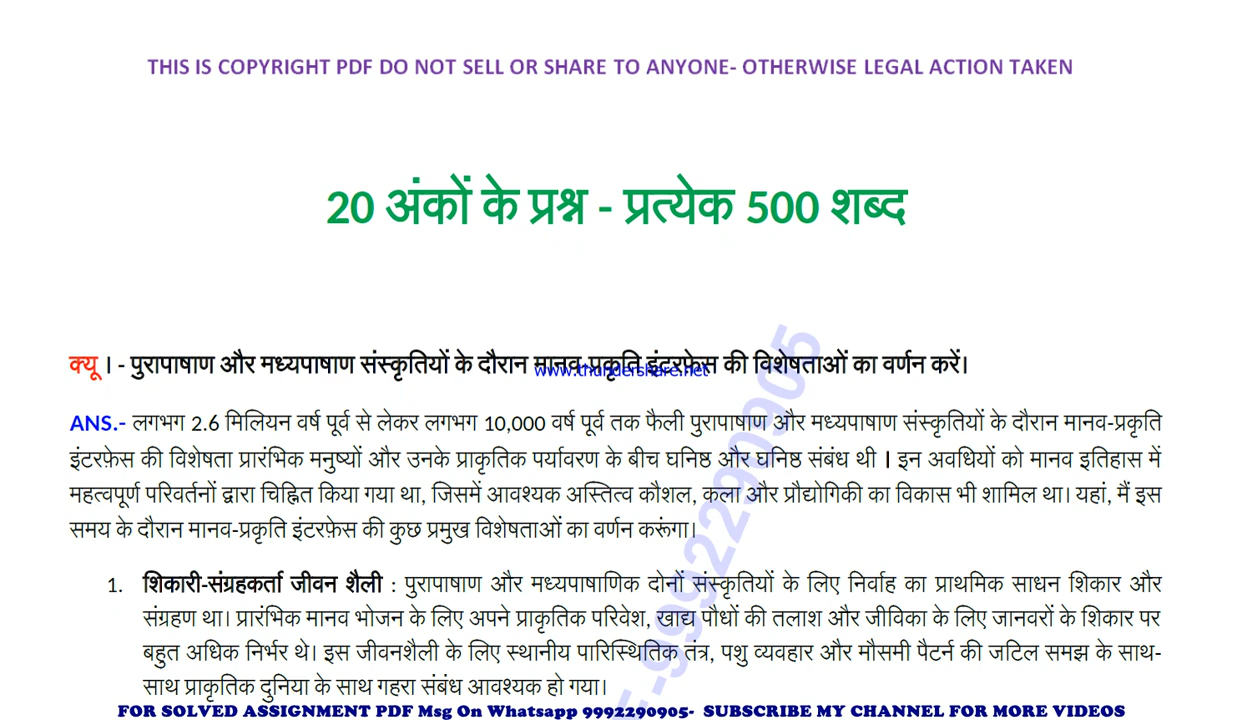 THIS IS COPYRIGHT PDF DO NOT SELL OR SHARE TO ANYONE- OTHERWISE LEGAL ACTION TAKEN
20 अंकों के प्रश्न - प्रत्येक 500 शब्द
क्यू । - पुरापाषाण और मध्यपाषाण संस्कृतियों के दौरान मानव-प्रकृति इंटरफ़ेस की विशेषताओं का वर्णन करें।
www.thundershare.net
ANS.- लगभग 2.6 मिलियन वर्ष पूर्व से लेकर लगभग 10,000 वर्ष पूर्व तक फैली पुरापाषाण और मध्यपाषाण संस्कृतियों के दौरान मानव-प्रकृति
इंटरफ़ेस की विशेषता प्रारंभिक मनुष्यों और उनके प्राकृतिक पर्यावरण के बीच घनिष्ठ और घनिष्ठ संबंध थी । इन अवधियों को मानव इतिहास में
महत्वपूर्ण परिवर्तनों द्वारा चिह्नित किया गया था, जिसमें आवश्यक अस्तित्व कौशल, कला और प्रौद्योगिकी का विकास भी शामिल था। यहां, मैं इस
समय के दौरान मानव-प्रकृति इंटरफ़ेस की कुछ प्रमुख विशेषताओं का वर्णन करूंगा।
1. शिकारी-संग्रहकर्ता जीवन शैली : पुरापाषाण और मध्यपाषाणिक दोनों संस्कृतियों के लिए निर्वाह का प्राथमिक साधन शिकार और
संग्रहण था। प्रारंभिक मानव भोजन के लिए अपने प्राकृतिक परिवेश, खाद्य पौधों की तलाश और जीविका के लिए जानवरों के शिकार पर
बहुत अधिक निर्भर थे। इस जीवनशैली के लिए स्थानीय पारिस्थितिक तंत्र, पशु व्यवहार और मौसमी पैटर्न की जटिल समझ के साथ-
साथ प्राकृतिक दुनिया के साथ गहरा संबंध आवश्यक हो गया।
E-9992290905
FOR SOLVED ASSIGNMENT PDF Msg On Whatsapp 9992290905- SUBSCRIBE MY CHANNEL FOR MORE VIDEOS